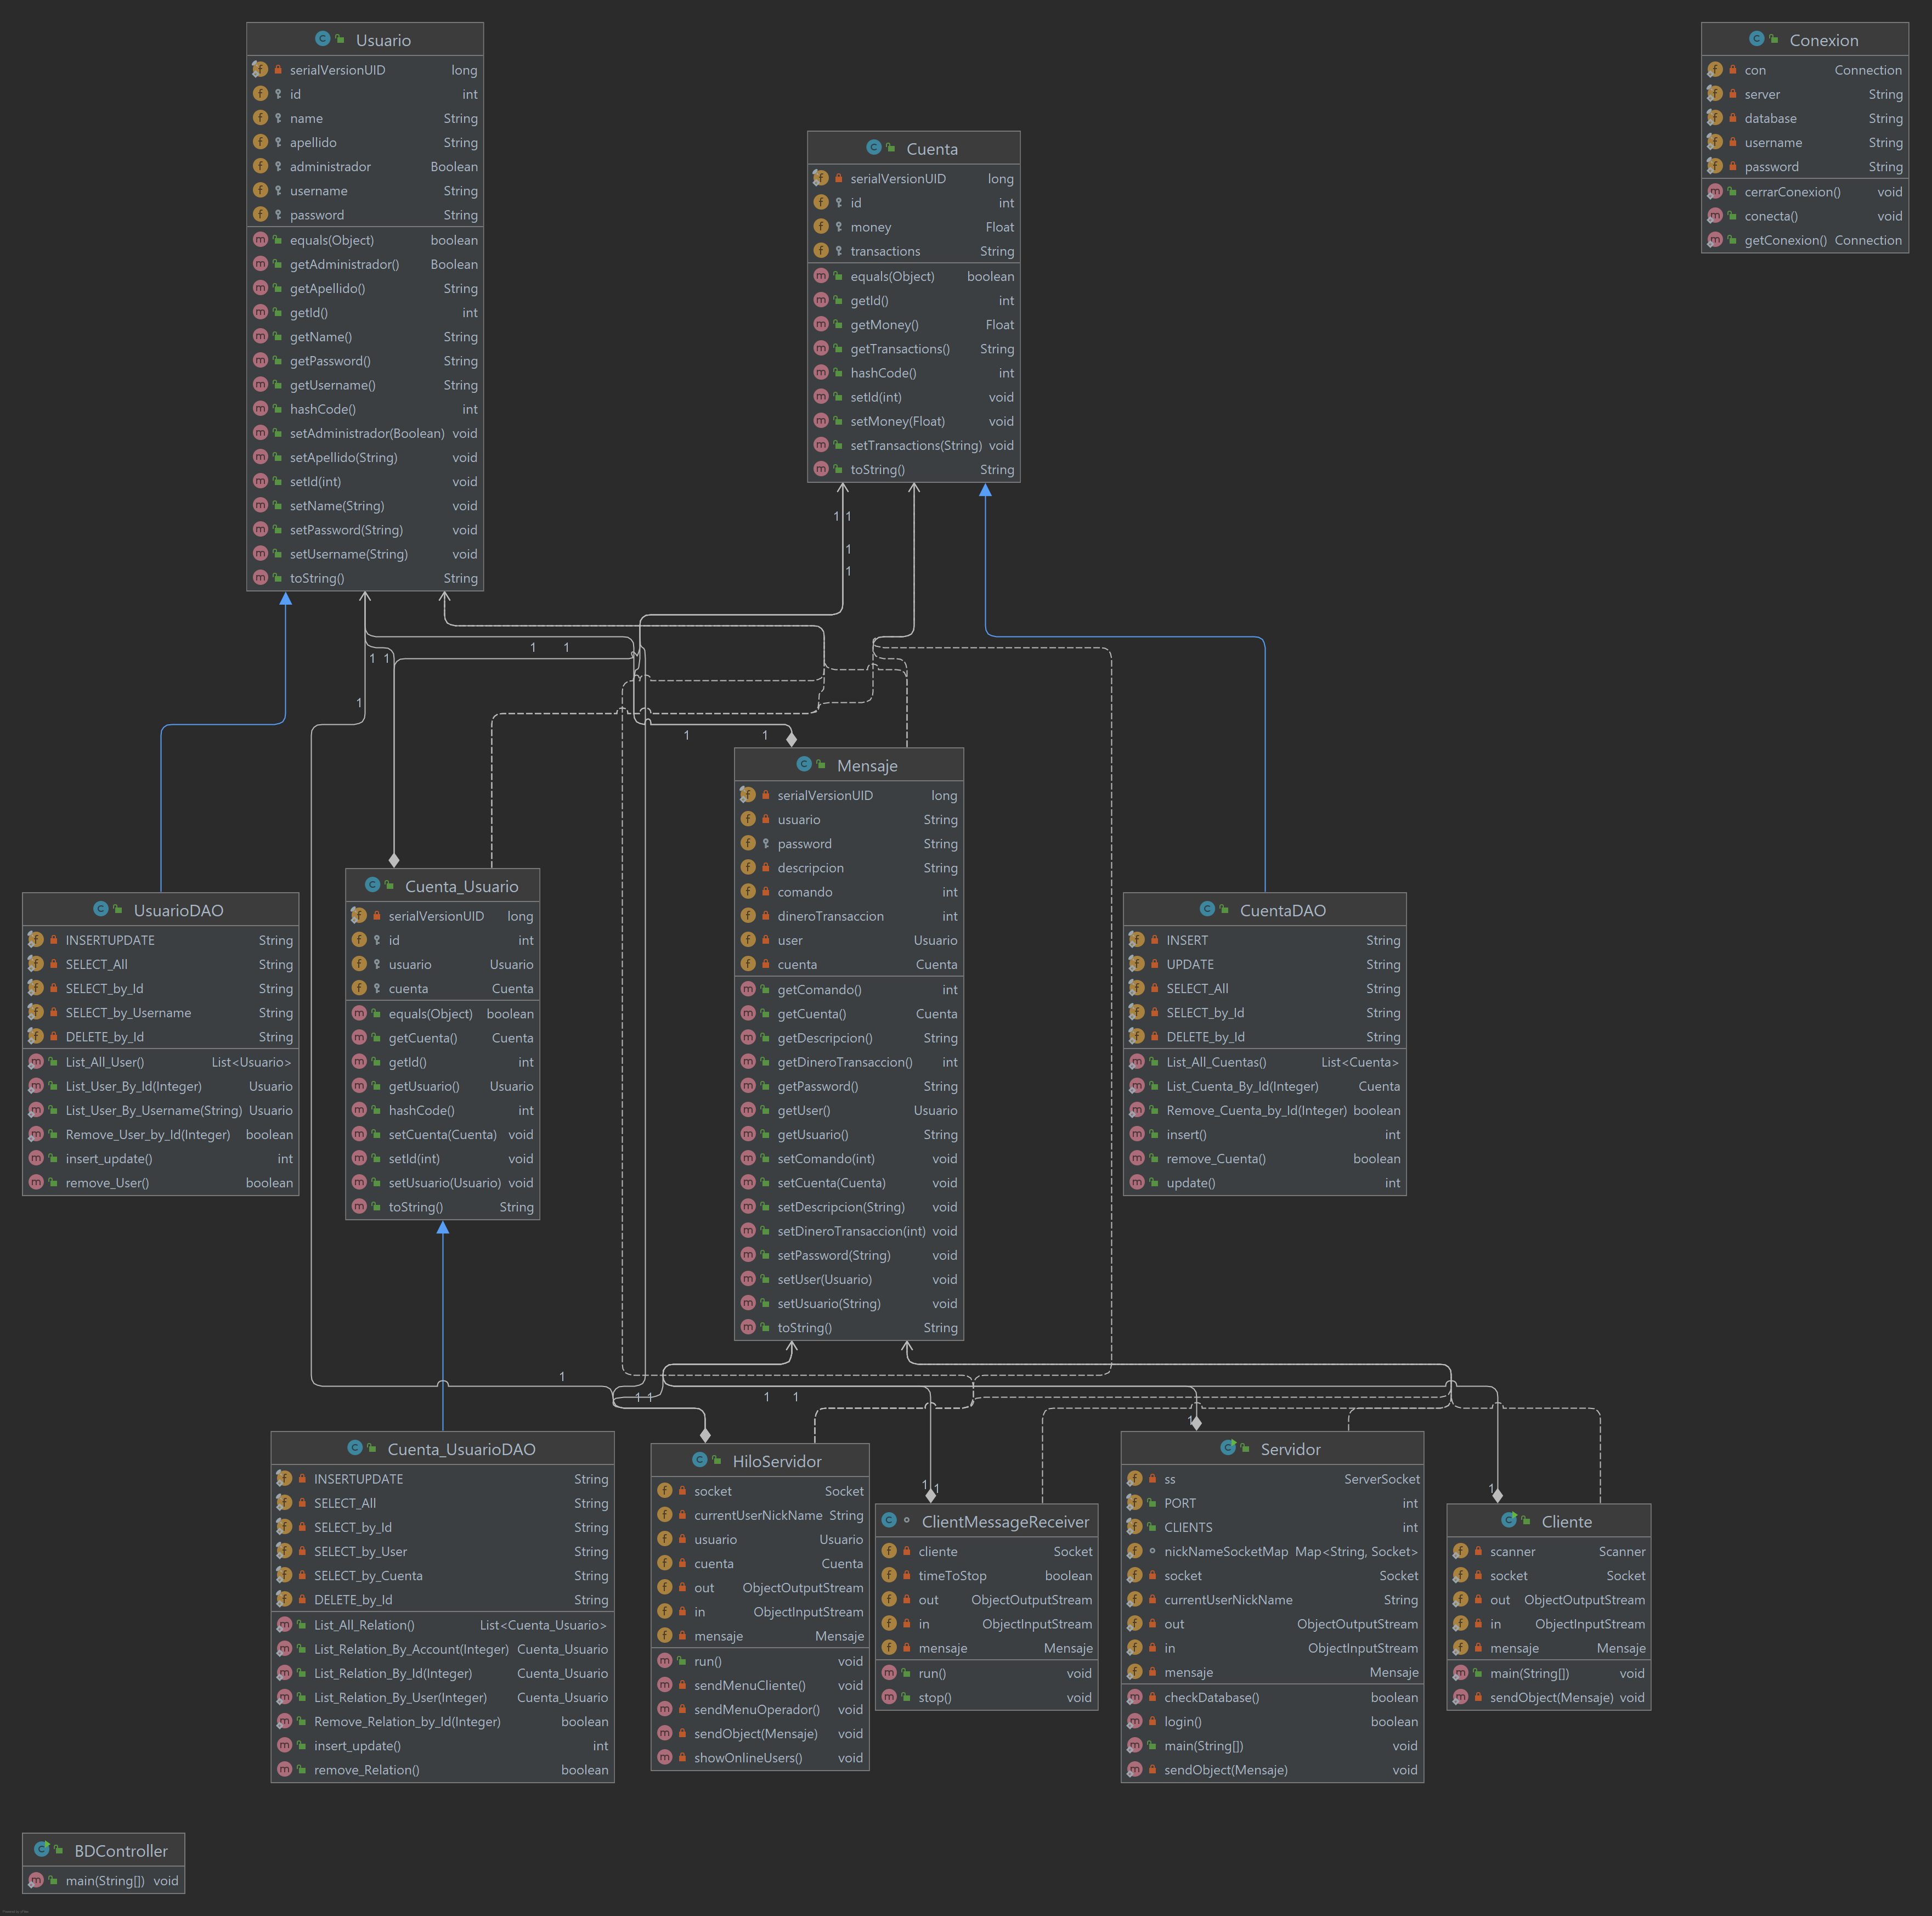 Usuario
serialVersionUID long
id int
name String
apellido String
administrador Boolean
username String
password String
equals(Object) boolean
getAdministrador() Boolean
getApellido() String
getId() int
getName() String
getPassword() String
getUsername() String
hashCode() int
setAdministrador(Boolean) void
setApellido(String) void
setId(int) void
setName(String) void
setPassword(String) void
setUsername(String) void
toString() String
Cuenta
serialVersionUID long
id int
money Float
transactions String
equals(Object) boolean
getId() int
getMoney() Float
getTransactions() String
hashCode() int
setId(int) void
setMoney(Float) void
setTransactions(String) void
toString() String
Conexion
con Connection
server String
database String
username String
password String
cerrarConexion() void
conecta() void
getConexion() Connection
1 1
1
1
1 1
1 1
1
1 1
Mensaje
serialVersionUID long
usuario String
password String
descripcion String
comando int
dineroTransaccion int
user Usuario
cuenta Cuenta
getComando() int
getCuenta() Cuenta
getDescripcion() String
getDineroTransaccion() int
getPassword() String
getUser() Usuario
getUsuario() String
setComando(int) void
setCuenta(Cuenta) void
setDescripcion(String) void
setDineroTransaccion(int) void
setPassword(String) void
setUser(Usuario) void
setUsuario(String) void
toString() String
UsuarioDAO
INSERTUPDATE String
SELECT_All String
SELECT_by_Id String
SELECT_by_Username String
DELETE_by_Id String
List_All_User() List<Usuario>
List_User_By_Id(Integer) Usuario
List_User_By_Username(String) Usuario
Remove_User_by_Id(Integer) boolean
insert_update() int
remove_User() boolean
Cuenta_Usuario
serialVersionUID long
id int
usuario Usuario
cuenta Cuenta
equals(Object) boolean
getCuenta() Cuenta
getId() int
getUsuario() Usuario
hashCode() int
setCuenta(Cuenta) void
setId(int) void
setUsuario(Usuario) void
toString() String
CuentaDAO
INSERT String
UPDATE String
SELECT_All String
SELECT_by_Id String
DELETE_by_Id String
List_All_Cuentas() List<Cuenta>
List_Cuenta_By_Id(Integer) Cuenta
Remove_Cuenta_by_Id(Integer) boolean
insert() int
remove_Cuenta() boolean
update() int
1
1 1
1 1
1
1 1
1
Cuenta_UsuarioDAO
INSERTUPDATE String
SELECT_All String
SELECT_by_Id String
SELECT_by_User String
SELECT_by_Cuenta String
DELETE_by_Id String
List_All_Relation() List<Cuenta_Usuario>
List_Relation_By_Account(Integer) Cuenta_Usuario
List_Relation_By_Id(Integer) Cuenta_Usuario
List_Relation_By_User(Integer) Cuenta_Usuario
Remove_Relation_by_Id(Integer) boolean
insert_update() int
remove_Relation() boolean
HiloServidor
socket Socket
currentUserNickName String
usuario Usuario
cuenta Cuenta
out ObjectOutputStream
in ObjectInputStream
mensaje Mensaje
run() void
sendMenuCliente() void
sendMenuOperador() void
sendObject(Mensaje) void
showOnlineUsers() void
ClientMessageReceiver
cliente Socket
timeToStop boolean
out ObjectOutputStream
in ObjectInputStream
mensaje Mensaje
run() void
stop() void
Servidor
ss ServerSocket
PORT int
CLIENTS int
nickNameSocketMap Map<String, Socket>
socket Socket
currentUserNickName String
out ObjectOutputStream
in ObjectInputStream
mensaje Mensaje
checkDatabase() boolean
login() boolean
main(String[]) void
sendObject(Mensaje) void
Cliente
scanner Scanner
socket Socket
out ObjectOutputStream
in ObjectInputStream
mensaje Mensaje
main(String[]) void
sendObject(Mensaje) void
BDController
main(String[]) void